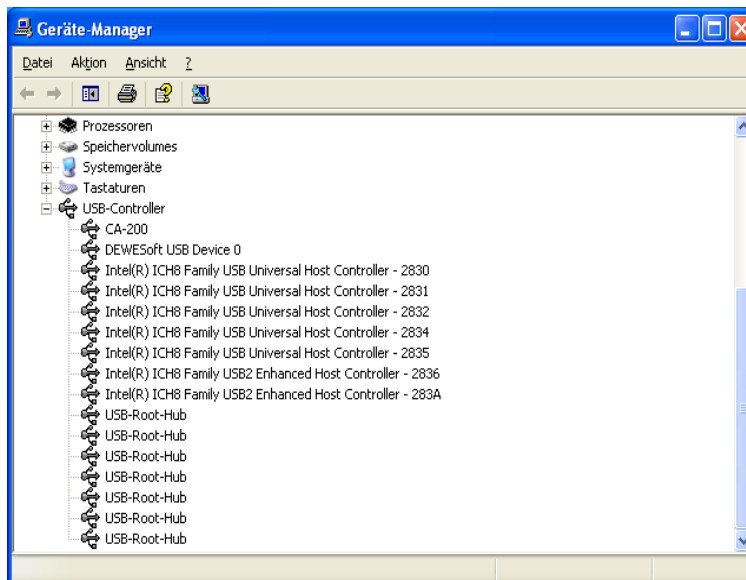 Geräte-Manager
Datei Aktion Ansicht ?
Prozessoren
Speichervolumes
Systemgeräte
Tastaturen
USB-Controller
CA-200
DEWESoft USB Device 0
Intel(R) ICH8 Family USB Universal Host Controller - 2830
Intel(R) ICH8 Family USB Universal Host Controller - 2831
Intel(R) ICH8 Family USB Universal Host Controller - 2832
Intel(R) ICH8 Family USB Universal Host Controller - 2834
Intel(R) ICH8 Family USB Universal Host Controller - 2835
Intel(R) ICH8 Family USB2 Enhanced Host Controller - 2836
Intel(R) ICH8 Family USB2 Enhanced Host Controller - 283A
USB-Root-Hub
USB-Root-Hub
USB-Root-Hub
USB-Root-Hub
USB-Root-Hub
USB-Root-Hub
USB-Root-Hub